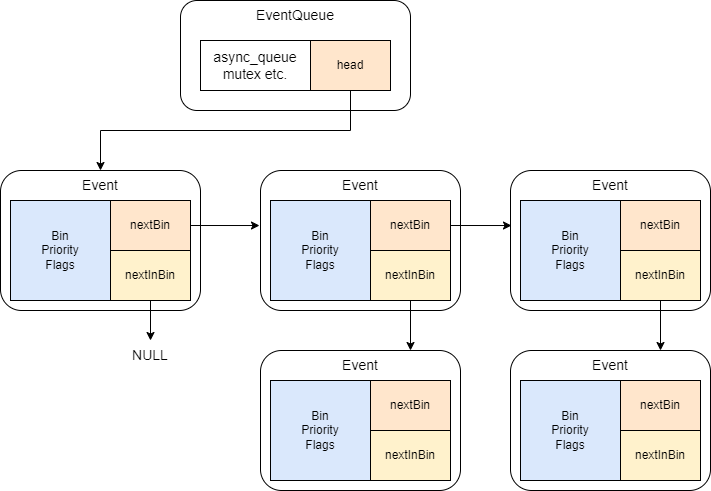 EventQueue
async_queue
mutex etc.
head
Event
Bin
Priority
Flags
nextBin
nextInBin
Event
Bin
Priority
Flags
nextBin
nextInBin
Event
Bin
Priority
Flags
nextBin
nextInBin
NULL
Event
Bin
Priority
Flags
nextBin
nextInBin
Event
Bin
Priority
Flags
nextBin
nextInBin